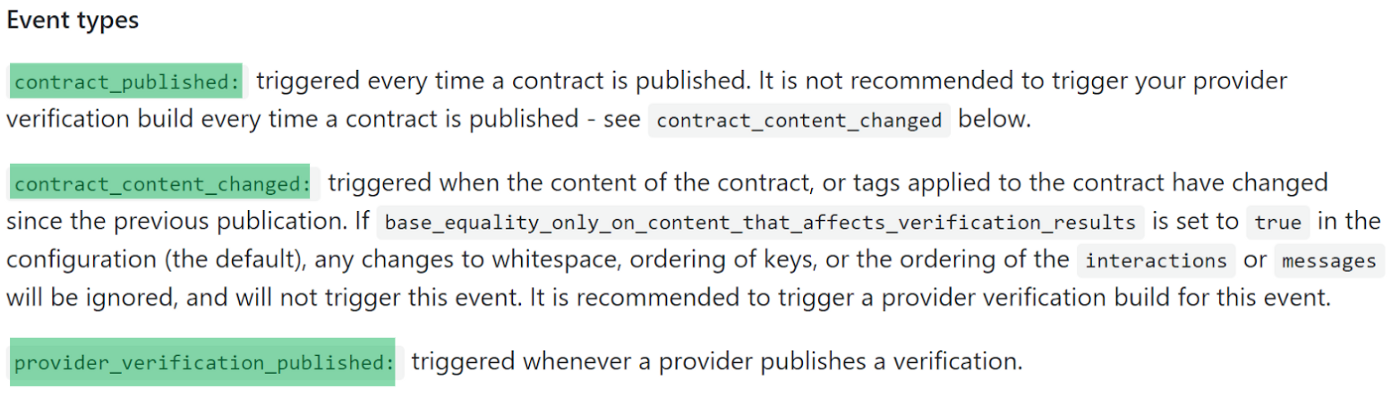 Event types
contract_published: triggered every time a contract is published. It is not recommended to trigger your provider
verification build every time a contract is published - see contract_content_changed below.
contract_content_changed: triggered when the content of the contract, or tags applied to the contract have changed
since the previous publication. If base_equality_only_on_content_that_affects_verification_results is set to true in the
configuration (the default), any changes to whitespace, ordering of keys, or the ordering of the interactions or messages
will be ignored, and will not trigger this event. It is recommended to trigger a provider verification build for this event.
provider_verification_published: triggered whenever a provider publishes a verification.